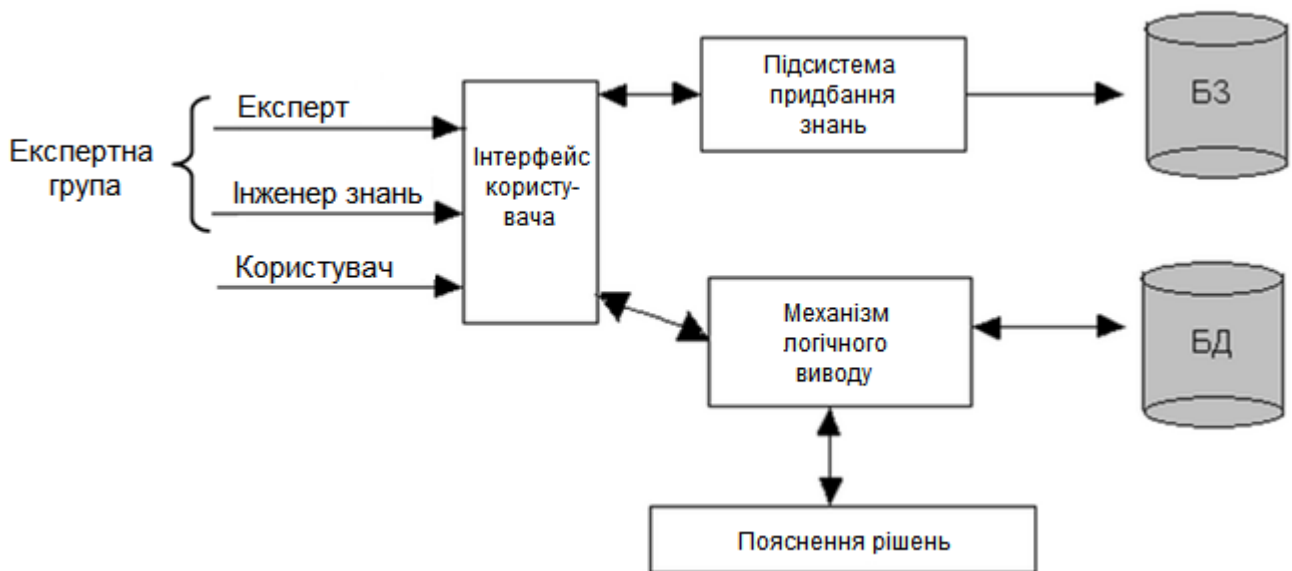 Експертна
група
Експерт
Інженер знань
Користувач
Інтерфейс
користу-
вача
Підсистема
придбання
знань
БЗ
Механізм
логічного
виводу
БД
Пояснення рішень